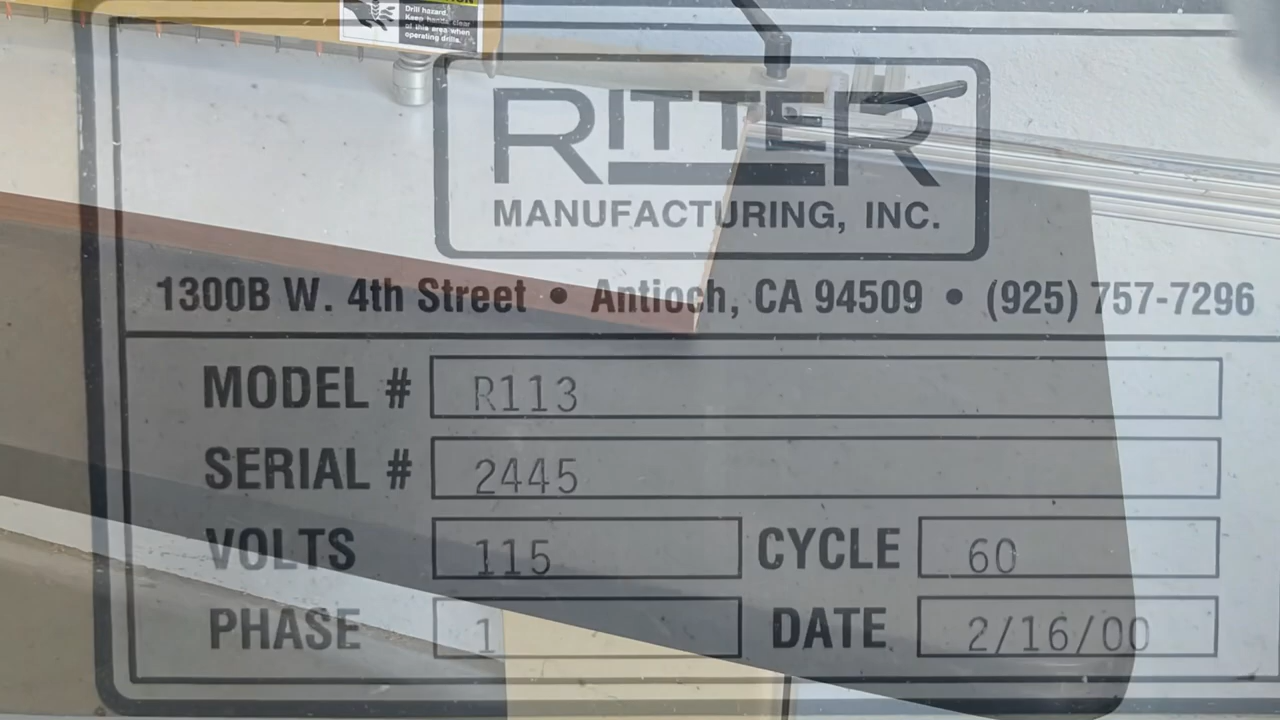 Drill hazard.
Keep hands clear
of this area when
operating drills.
RITTER
MANUFACTURING, INC.
1300B W. 4th Street • Antioch, CA 94509 • (925) 757-7296
MODEL # R113
SERIAL # 2445
VOLTS 115 CYCLE 60
PHASE 1 DATE 2/16/00